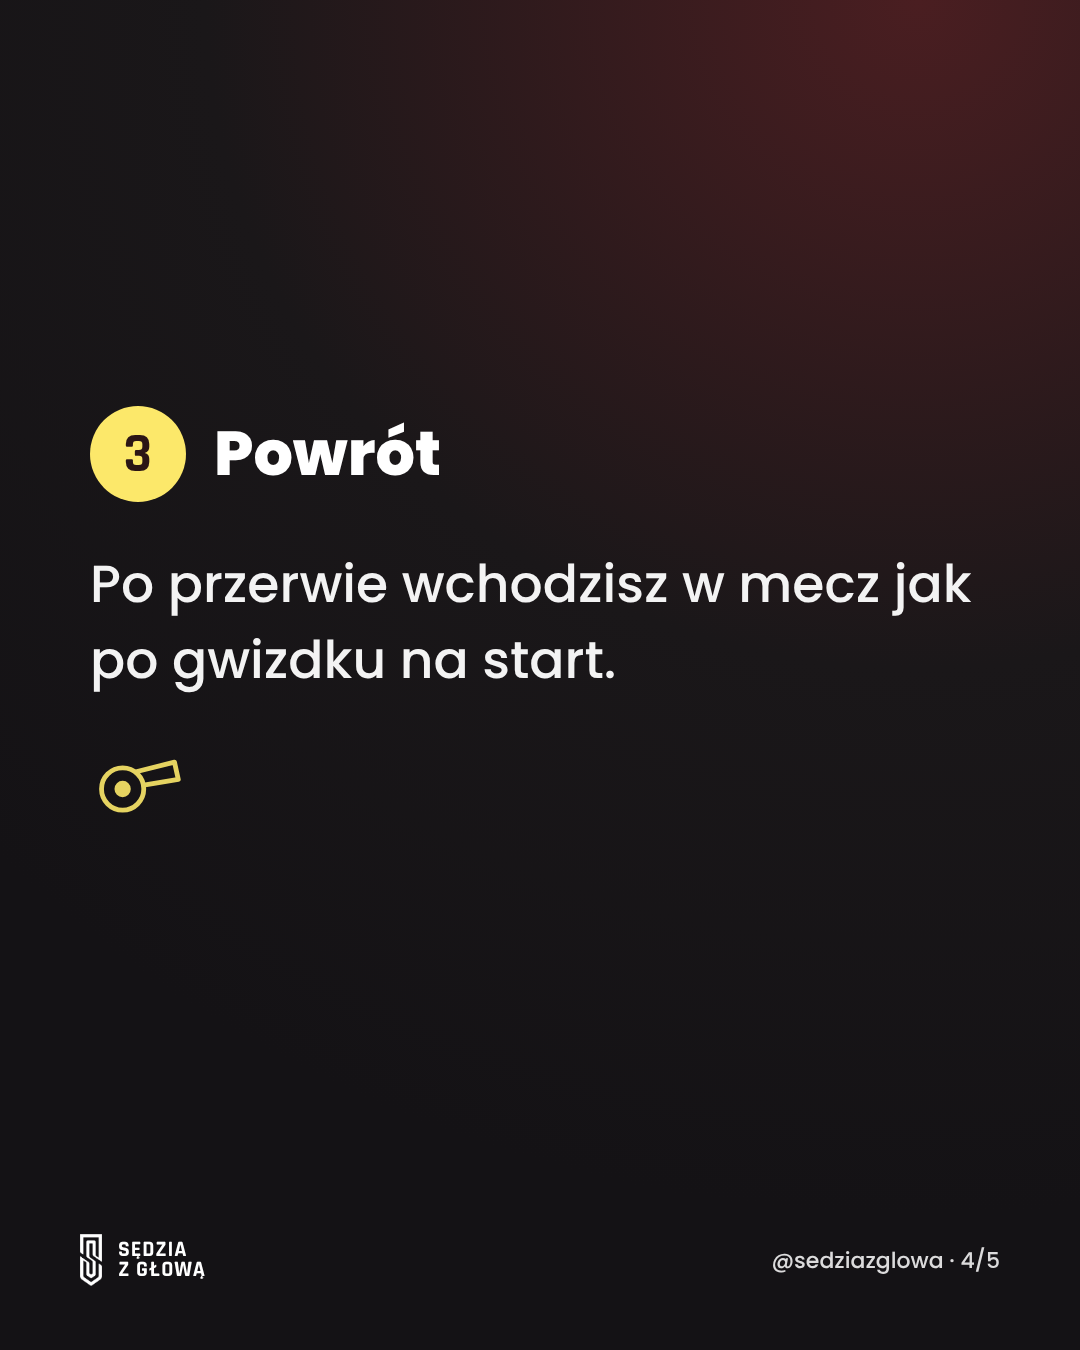 3 Powrót
Po przerwie wchodzisz w mecz jak
po gwizdku na start.
SĘDZIA
Z GŁOWĄ
@sedziazglowa · 4/5